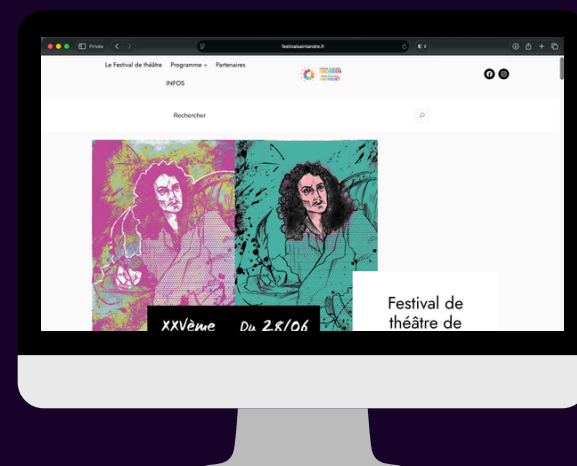 Privée
festivalsaintandre.fr
Le Festival de théâtre Programme Partenaires
INFOS
Rechercher
XXVème Du 28/06
Festival de
théâtre de